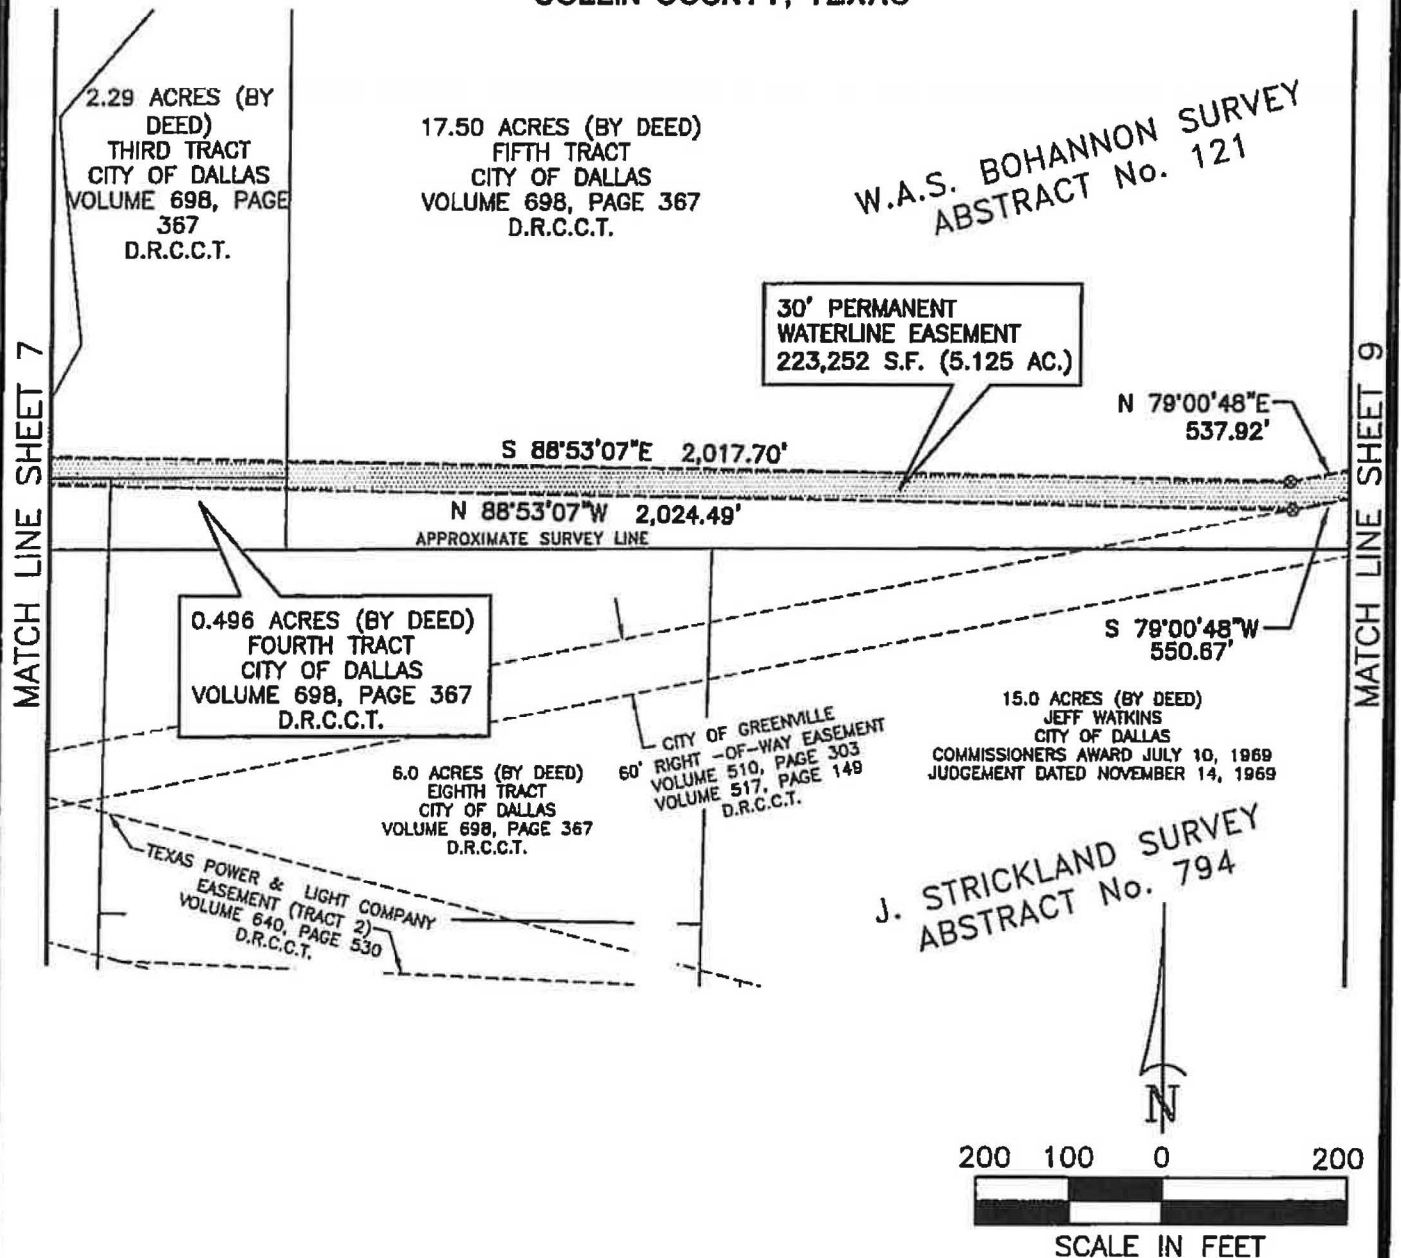 COLLIN COUNTY, TEXAS
2.29 ACRES (BY
DEED)
THIRD TRACT
CITY OF DALLAS
VOLUME 698, PAGE
367
D.R.C.C.T.
17.50 ACRES (BY DEED)
FIFTH TRACT
CITY OF DALLAS
VOLUME 698, PAGE 367
D.R.C.C.T.
W.A.S. BOHANNON SURVEY
ABSTRACT No. 121
30' PERMANENT
WATERLINE EASEMENT
223,252 S.F. (5.125 AC.)
MATCH LINE SHEET 7
MATCH LINE SHEET 9
N 79°00'48"E
537.92'
S 88°53'07"E 2,017.70'
N 88°53'07"W 2,024.49'
APPROXIMATE SURVEY LINE
0.496 ACRES (BY DEED)
FOURTH TRACT
CITY OF DALLAS
VOLUME 698, PAGE 367
D.R.C.C.T.
S 79°00'48"W
550.67'
15.0 ACRES (BY DEED)
JEFF WATKINS
CITY OF DALLAS
COMMISSIONERS AWARD JULY 10, 1969
JUDGEMENT DATED NOVEMBER 14, 1969
CITY OF GREENVILLE
60' RIGHT -OF-WAY EASEMENT
VOLUME 510, PAGE 303
VOLUME 517, PAGE 149
D.R.C.C.T.
6.0 ACRES (BY DEED)
EIGHTH TRACT
CITY OF DALLAS
VOLUME 698, PAGE 367
D.R.C.C.T.
TEXAS POWER & LIGHT COMPANY
EASEMENT (TRACT 2)
VOLUME 640, PAGE 530
D.R.C.C.T.
J. STRICKLAND SURVEY
ABSTRACT No. 794
N
200 100 0 200
SCALE IN FEET